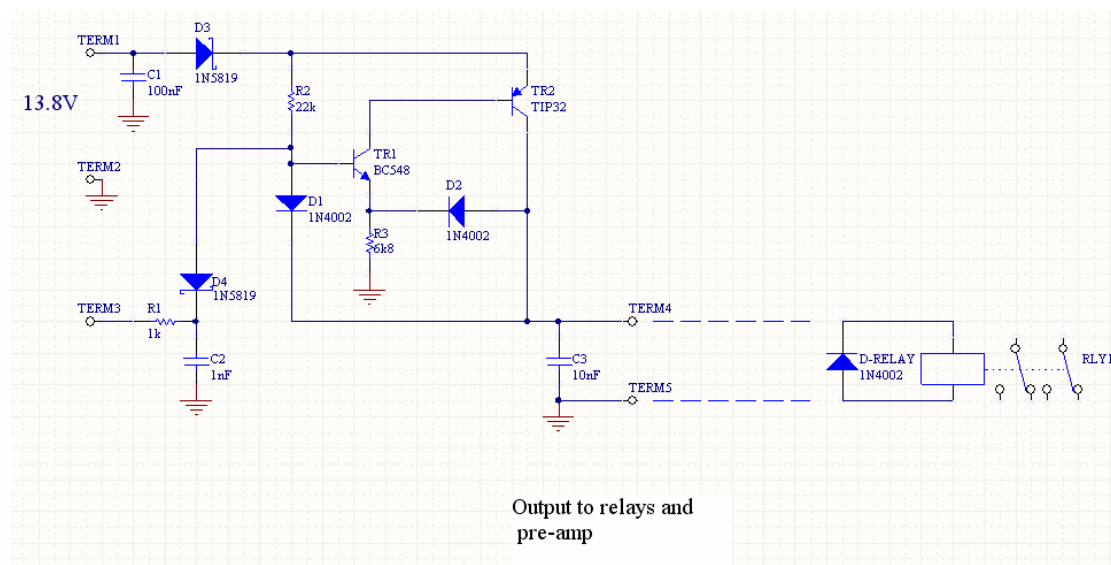 D3
TERM1
1N5819
C1
100nF
R2
22k
TR2
TIP32
13.8V
TR1
BC548
TERM2
D2
D1
1N4002
1N4002
R3
6k8
D4
1N5819
TERM3
R1
1k
TERM4
C2
1nF
C3
10nF
D-RELAY
1N4002
RLY1
TERM5
Output to relays and
pre-amp